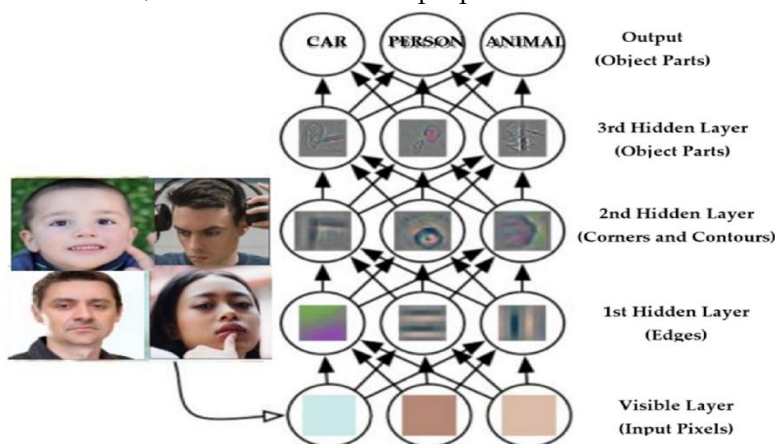 CAR PERSON ANIMAL
Output
(Object Parts)
3rd Hidden Layer
(Object Parts)
2nd Hidden Layer
(Corners and Contours)
1st Hidden Layer
(Edges)
Visible Layer
(Input Pixels)